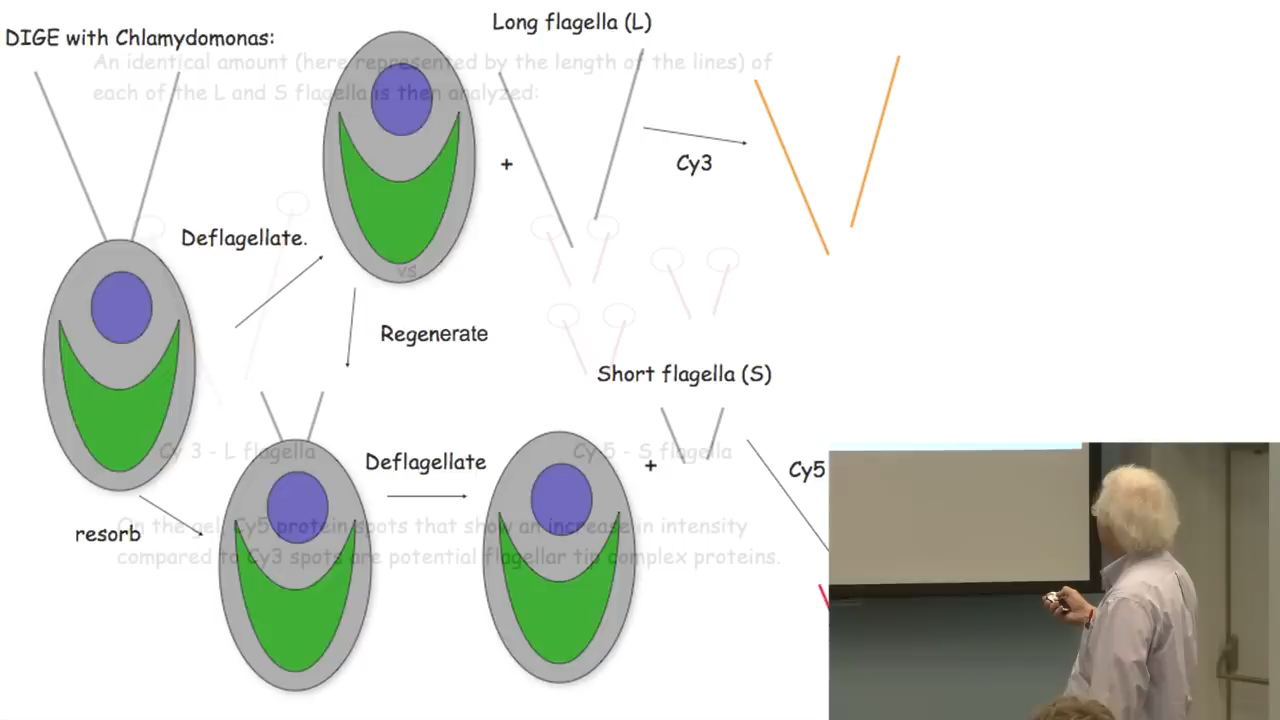 DIGE with Chlamydomonas:
Long flagella (L)
An identical amount (here represented by the length of the lines) of
each of the L and S flagella is then analyzed:
+
Cy3
Deflagellate.
vs
Regenerate
Short flagella (S)
Cy 3 - L flagella
Cy 5 - S flagella
Deflagellate
+
Cy5
resorb
On the gel, Cy5 protein spots that show an increase in intensity
compared to Cy3 spots are potential flagellar tip complex proteins.